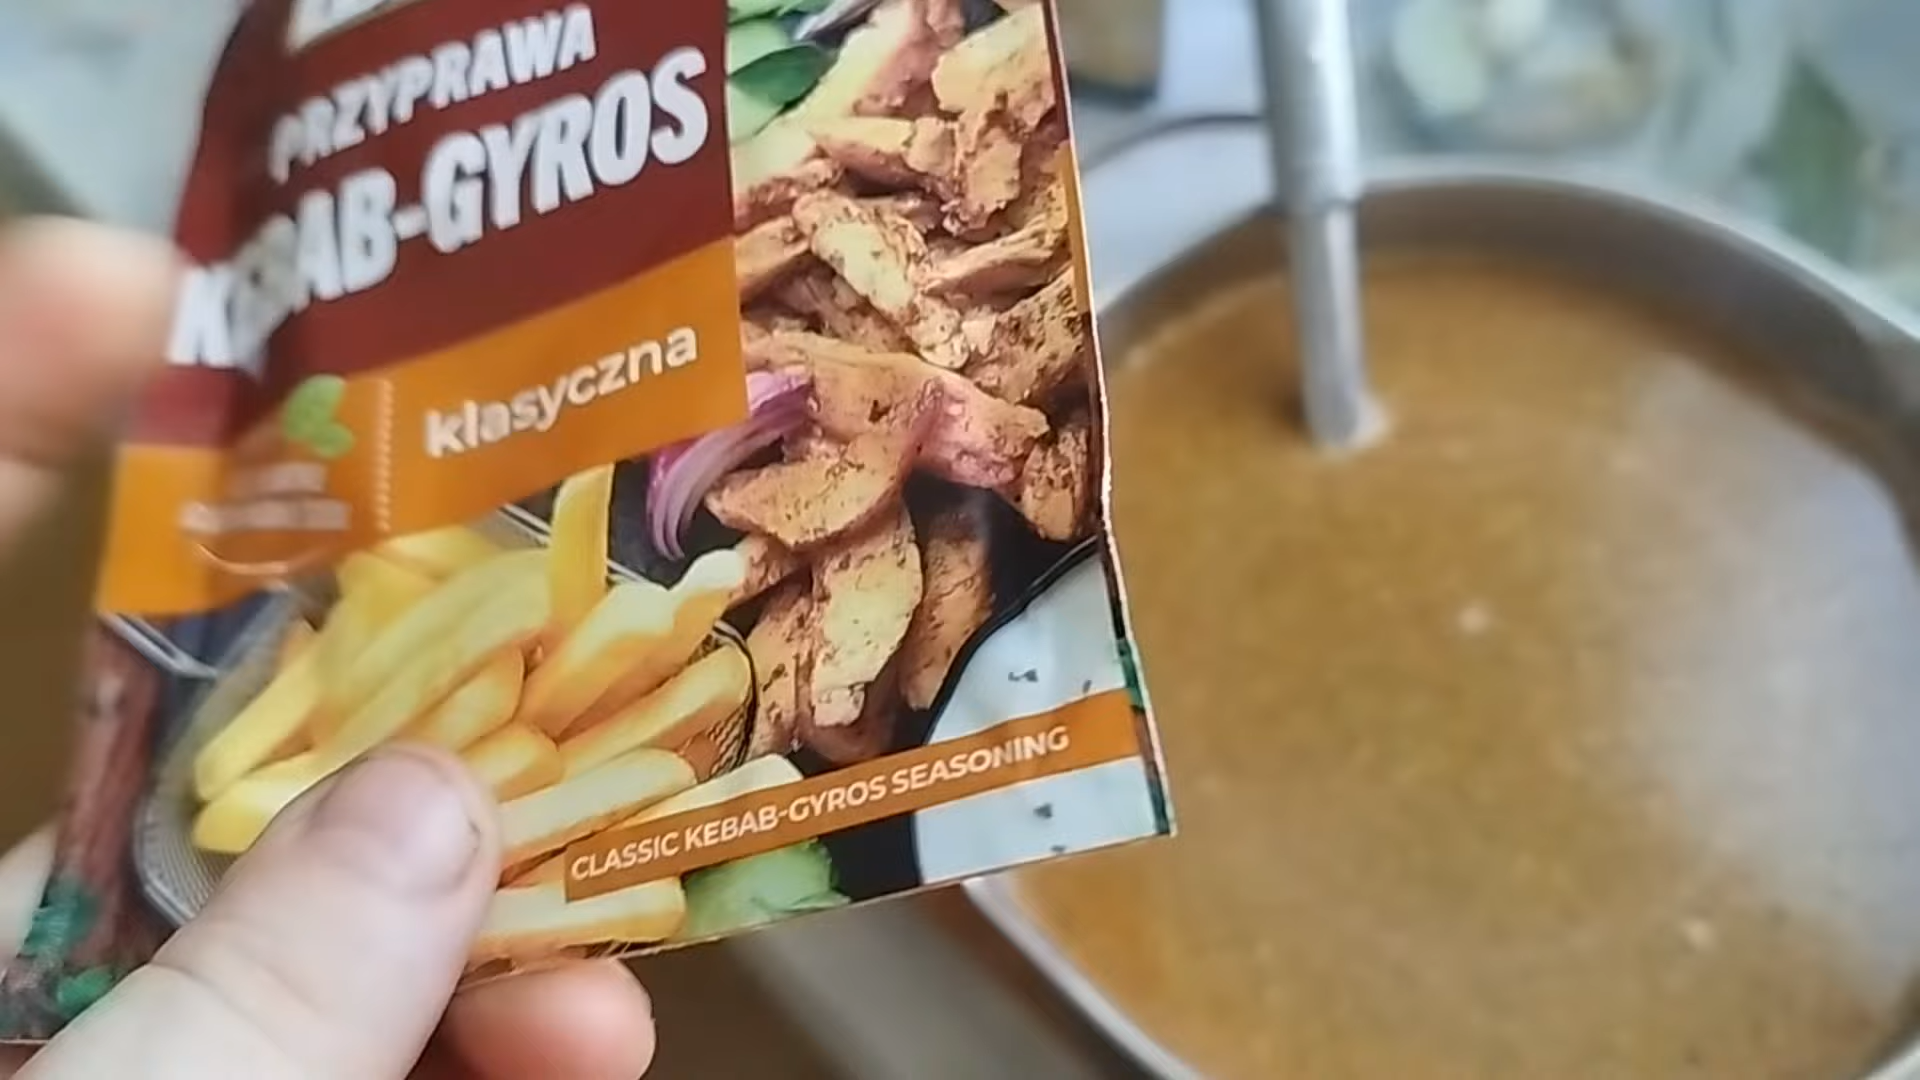 PRZYPRAWA
KEBAB-GYROS
klasyczna
CLASSIC KEBAB-GYROS SEASONING